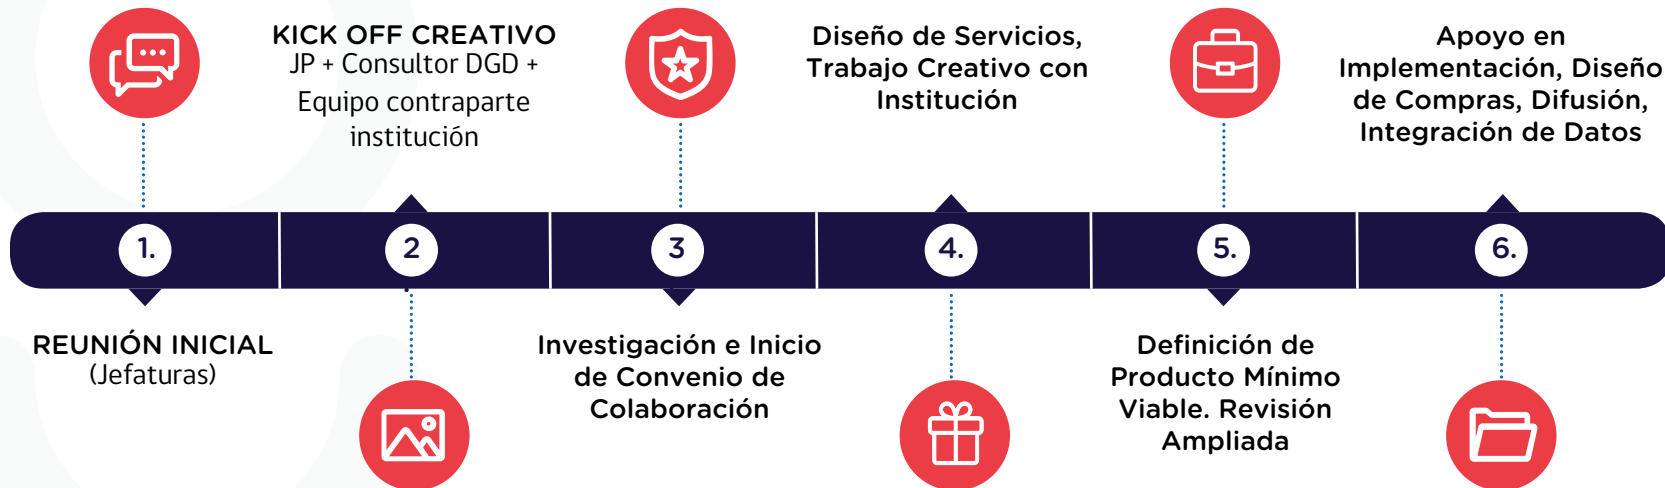 1.
REUNIÓN INICIAL
(Jefaturas)
KICK OFF CREATIVO
JP + Consultor DGD +
Equipo contraparte
institución
2
3
Investigación e Inicio
de Convenio de
Colaboración
Diseño de Servicios,
Trabajo Creativo con
Institución
4.
5.
Definición de
Producto Mínimo
Viable. Revisión
Ampliada
Apoyo en
Implementación, Diseño
de Compras, Difusión,
Integración de Datos
6.